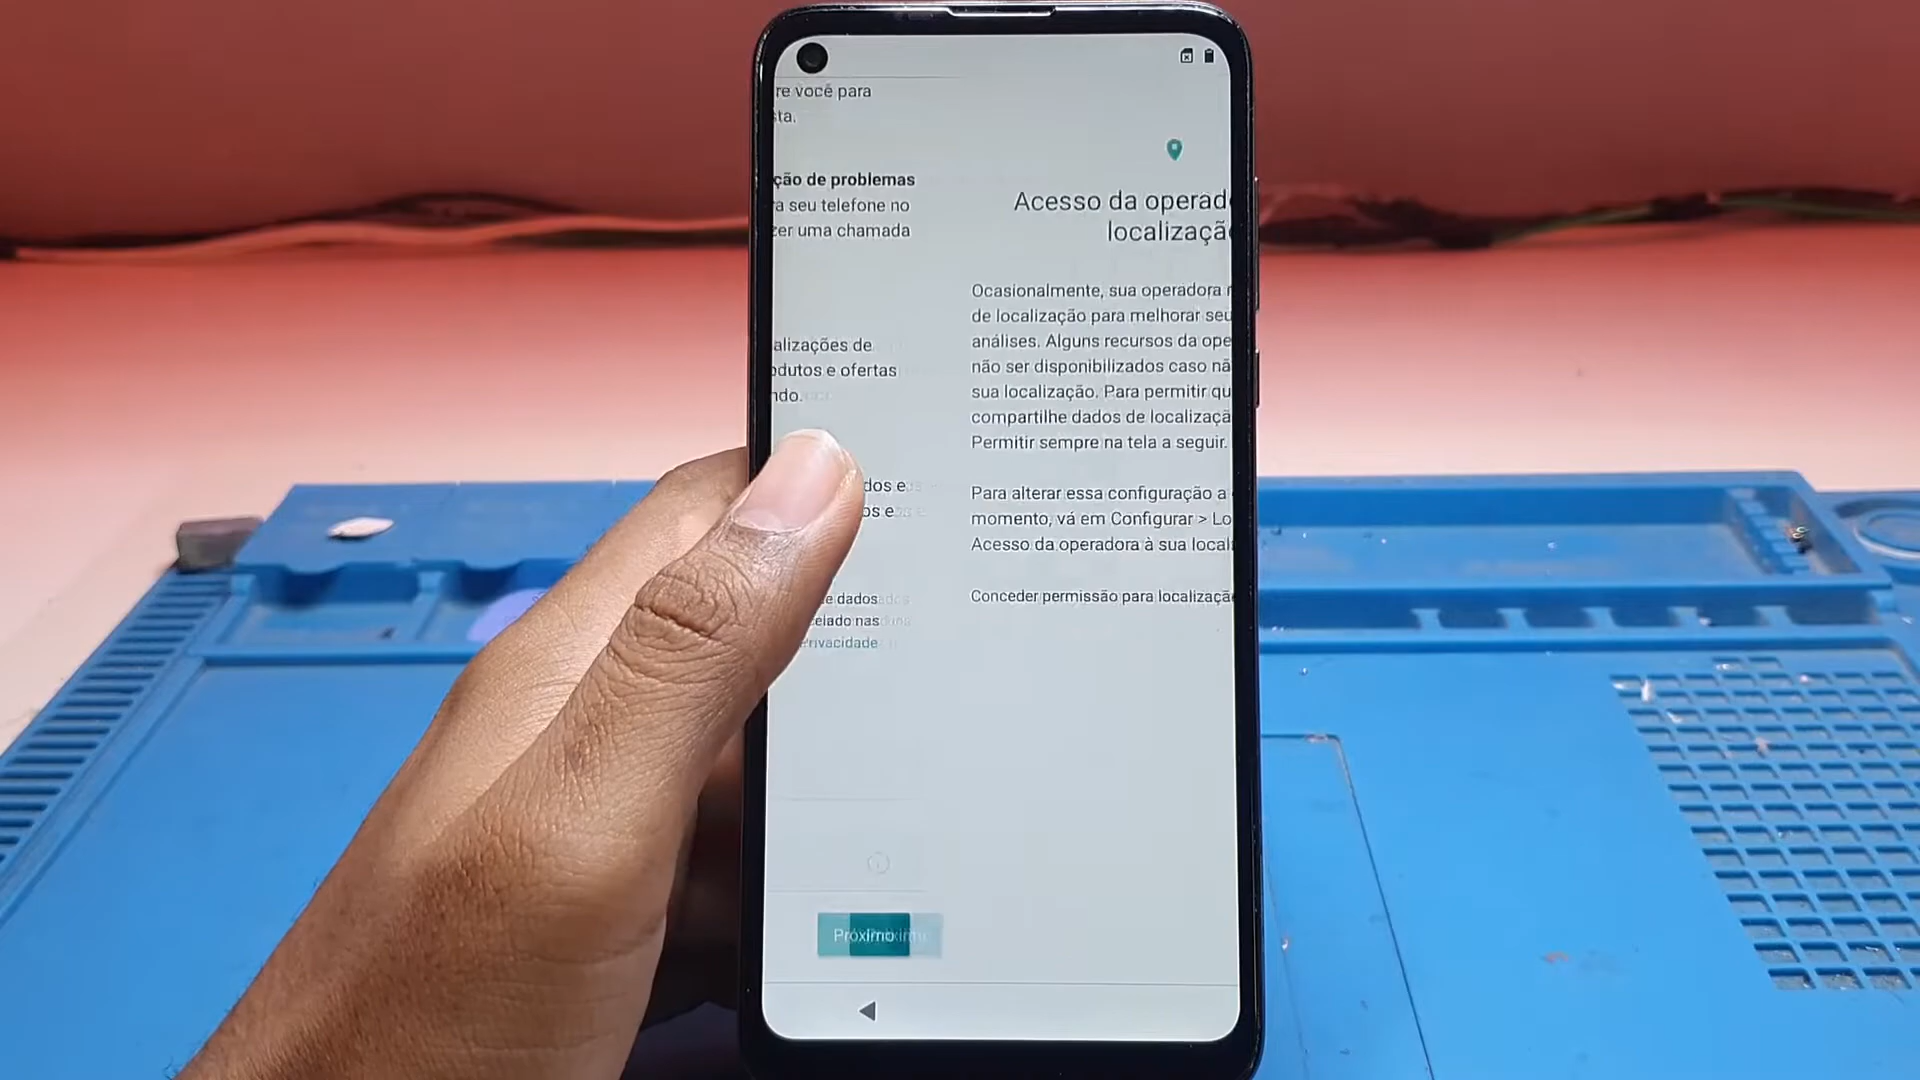 re você para
sta.
ção de problemas
a seu telefone no
zer uma chamada
alizações de
odutos e ofertas
ndo.
dos e
os e
e dados
ciado nas
Privacidade
Próximo
Acesso da operad
localizaçã
Ocasionalmente, sua operadora
de localização para melhorar seu
análises. Alguns recursos da ope
não ser disponibilizados caso nã
sua localização. Para permitir qu
compartilhe dados de localizaçã
Permitir sempre na tela a seguir.
Para alterar essa configuração a
momento, vá em Configurar > Lo
Acesso da operadora à sua local
Conceder permissão para localizaçã